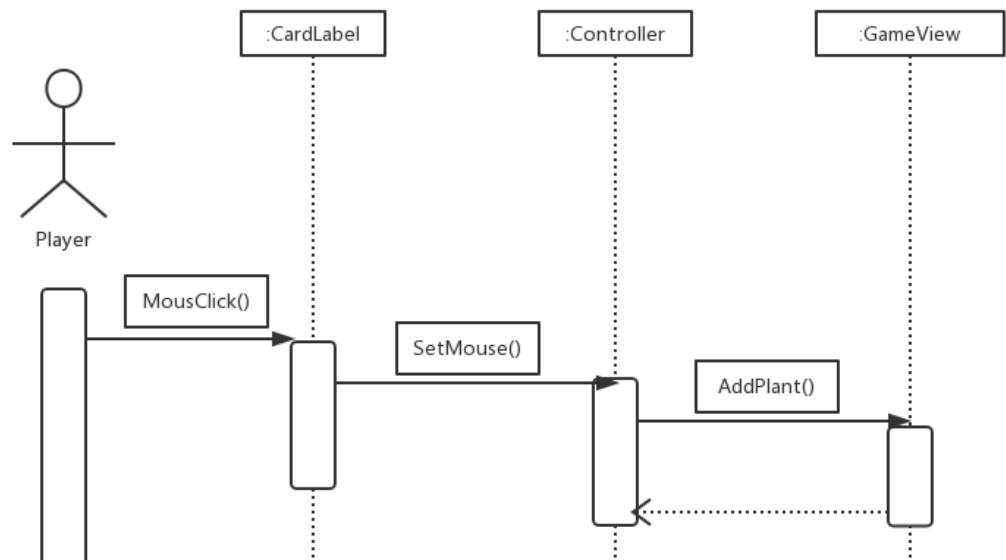 :CardLabel
:Controller
:GameView
Player
MousClick()
SetMouse()
AddPlant()